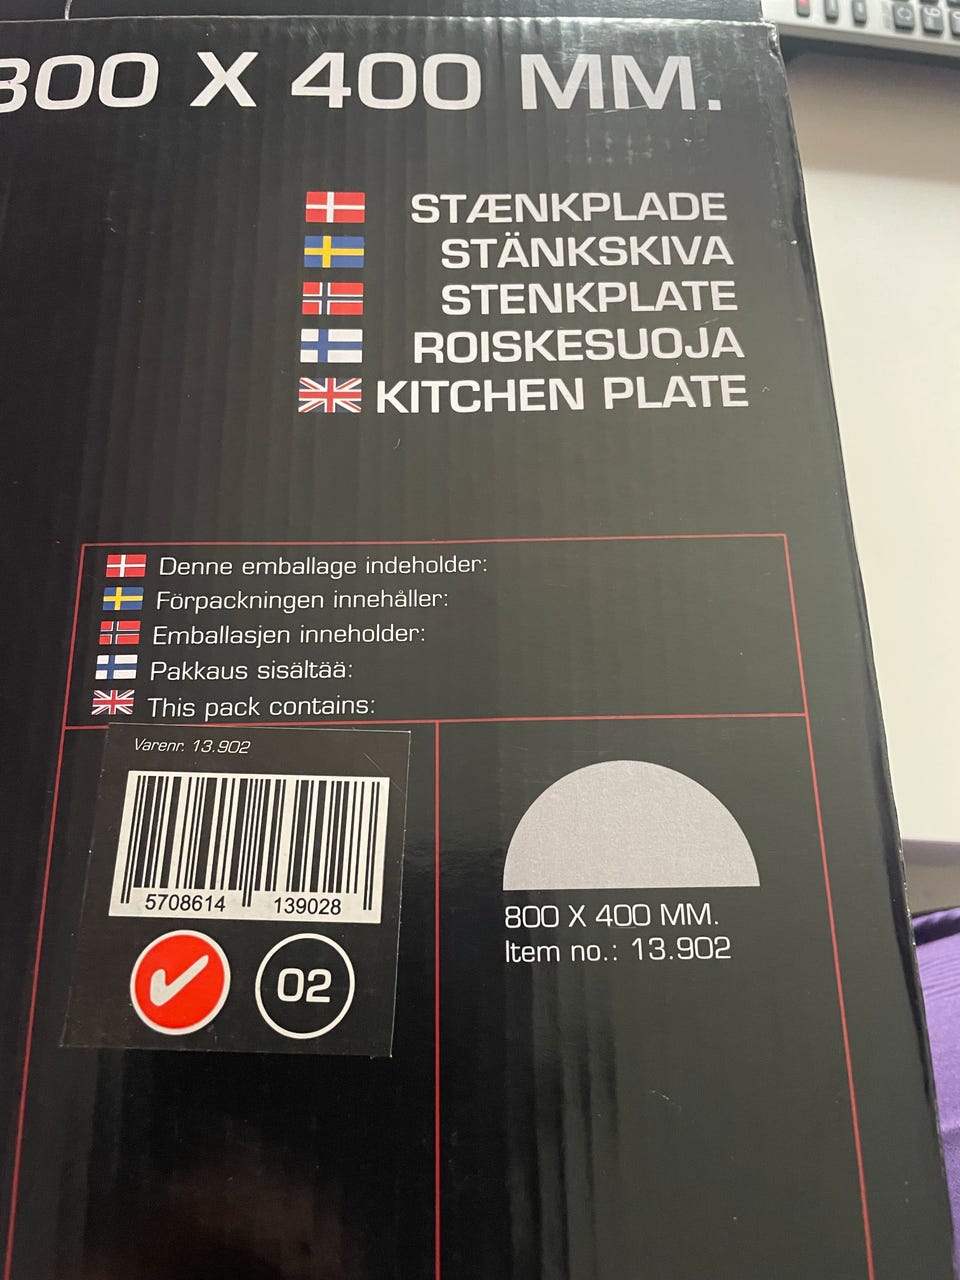 800 X 400 MM.
STÆNKPLADE
STÄNKSKIVA
STENKPLATE
ROISKESUOJA
KITCHEN PLATE
Denne emballage indeholder:
Förpackningen innehåller:
Emballasjen inneholder:
Pakkaus sisältää:
This pack contains:
Varenr. 13.902
5708614 139028
02
800 X 400 MM.
Item no.: 13.902